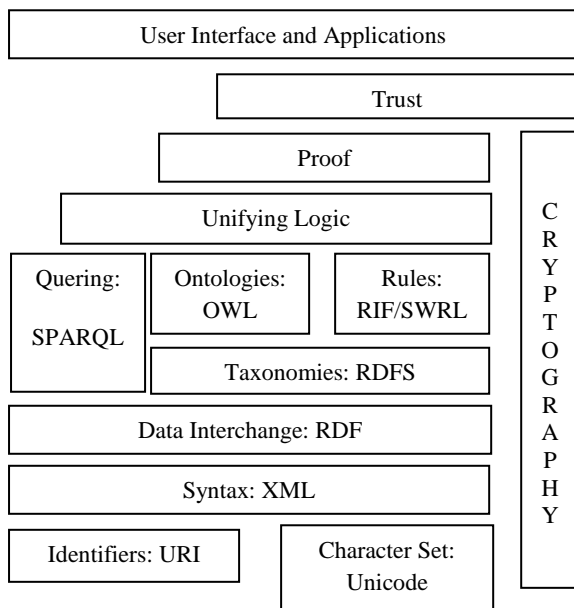 User Interface and Applications
Trust
Proof
Unifying Logic
Quering:
SPARQL
Ontologies:
OWL
Rules:
RIF/SWRL
Taxonomies: RDFS
Data Interchange: RDF
Syntax: XML
Identifiers: URI
Character Set:
Unicode
C
R
Y
P
T
O
G
R
A
P
H
Y